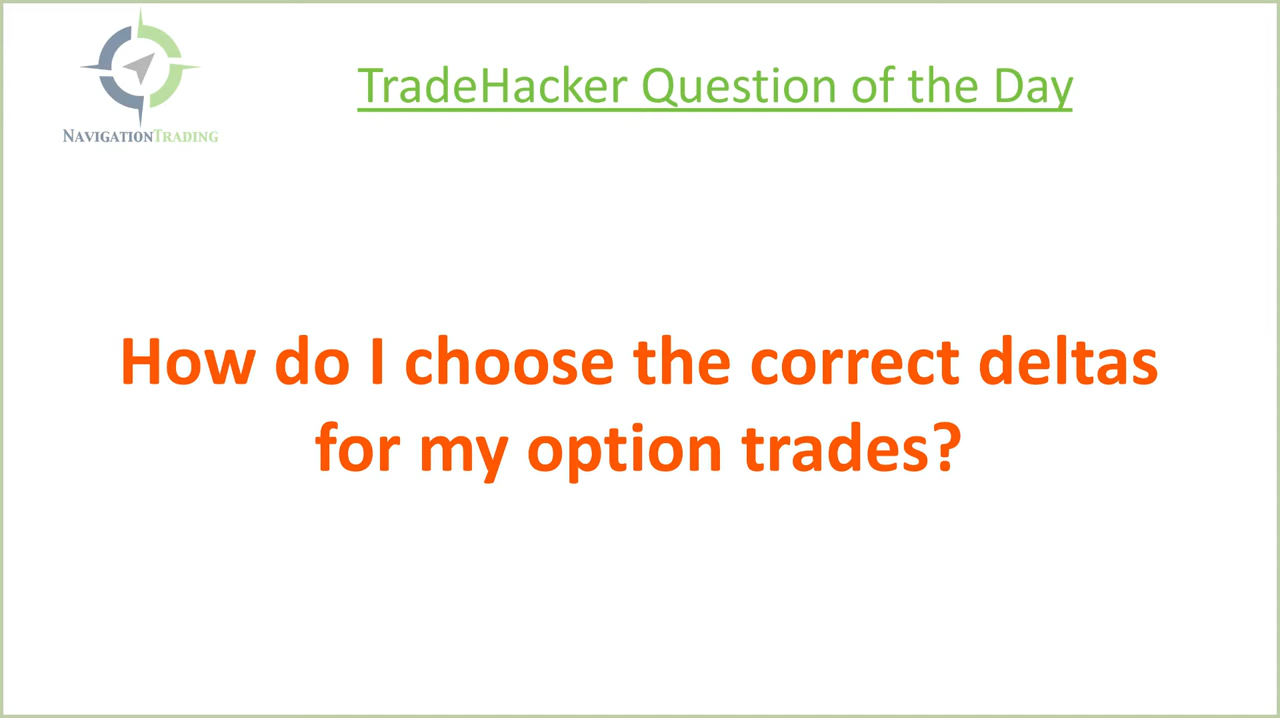 NAVIGATIONTRADING
TradeHacker Question of the Day
How do I choose the correct deltas
for my option trades?